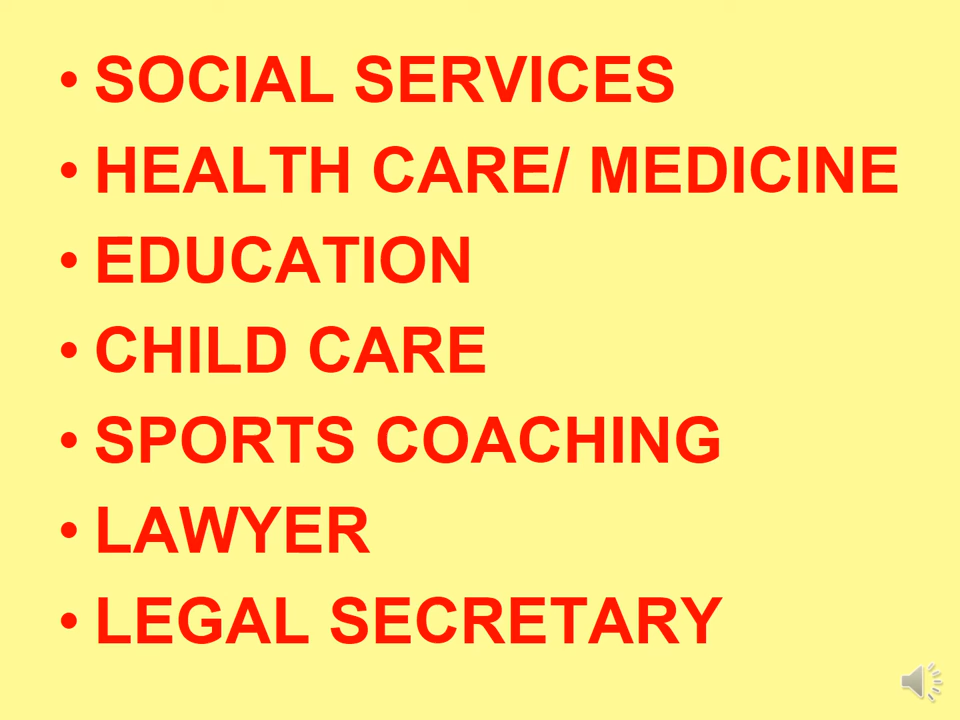 • SOCIAL SERVICES
• HEALTH CARE/ MEDICINE
• EDUCATION
• CHILD CARE
• SPORTS COACHING
• LAWYER
• LEGAL SECRETARY